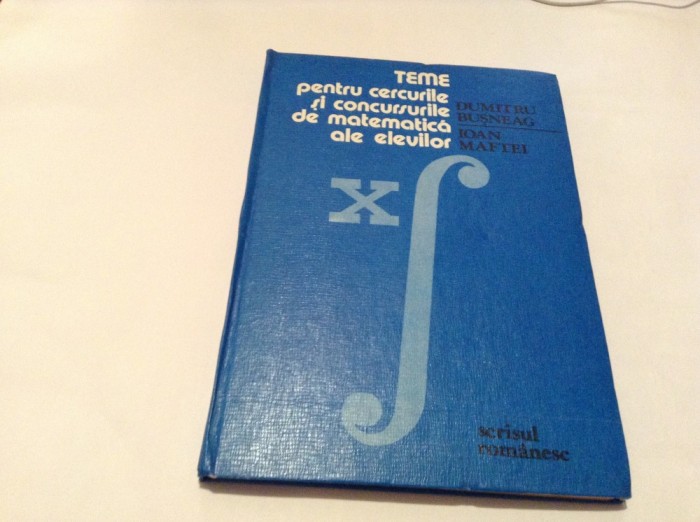 TEME
pentru cercurile
și concursurile
de matematică
ale elevilor
DUMITRU
BUȘNEAG
IOAN
MAFTEI
x∫
scrisul
românesc